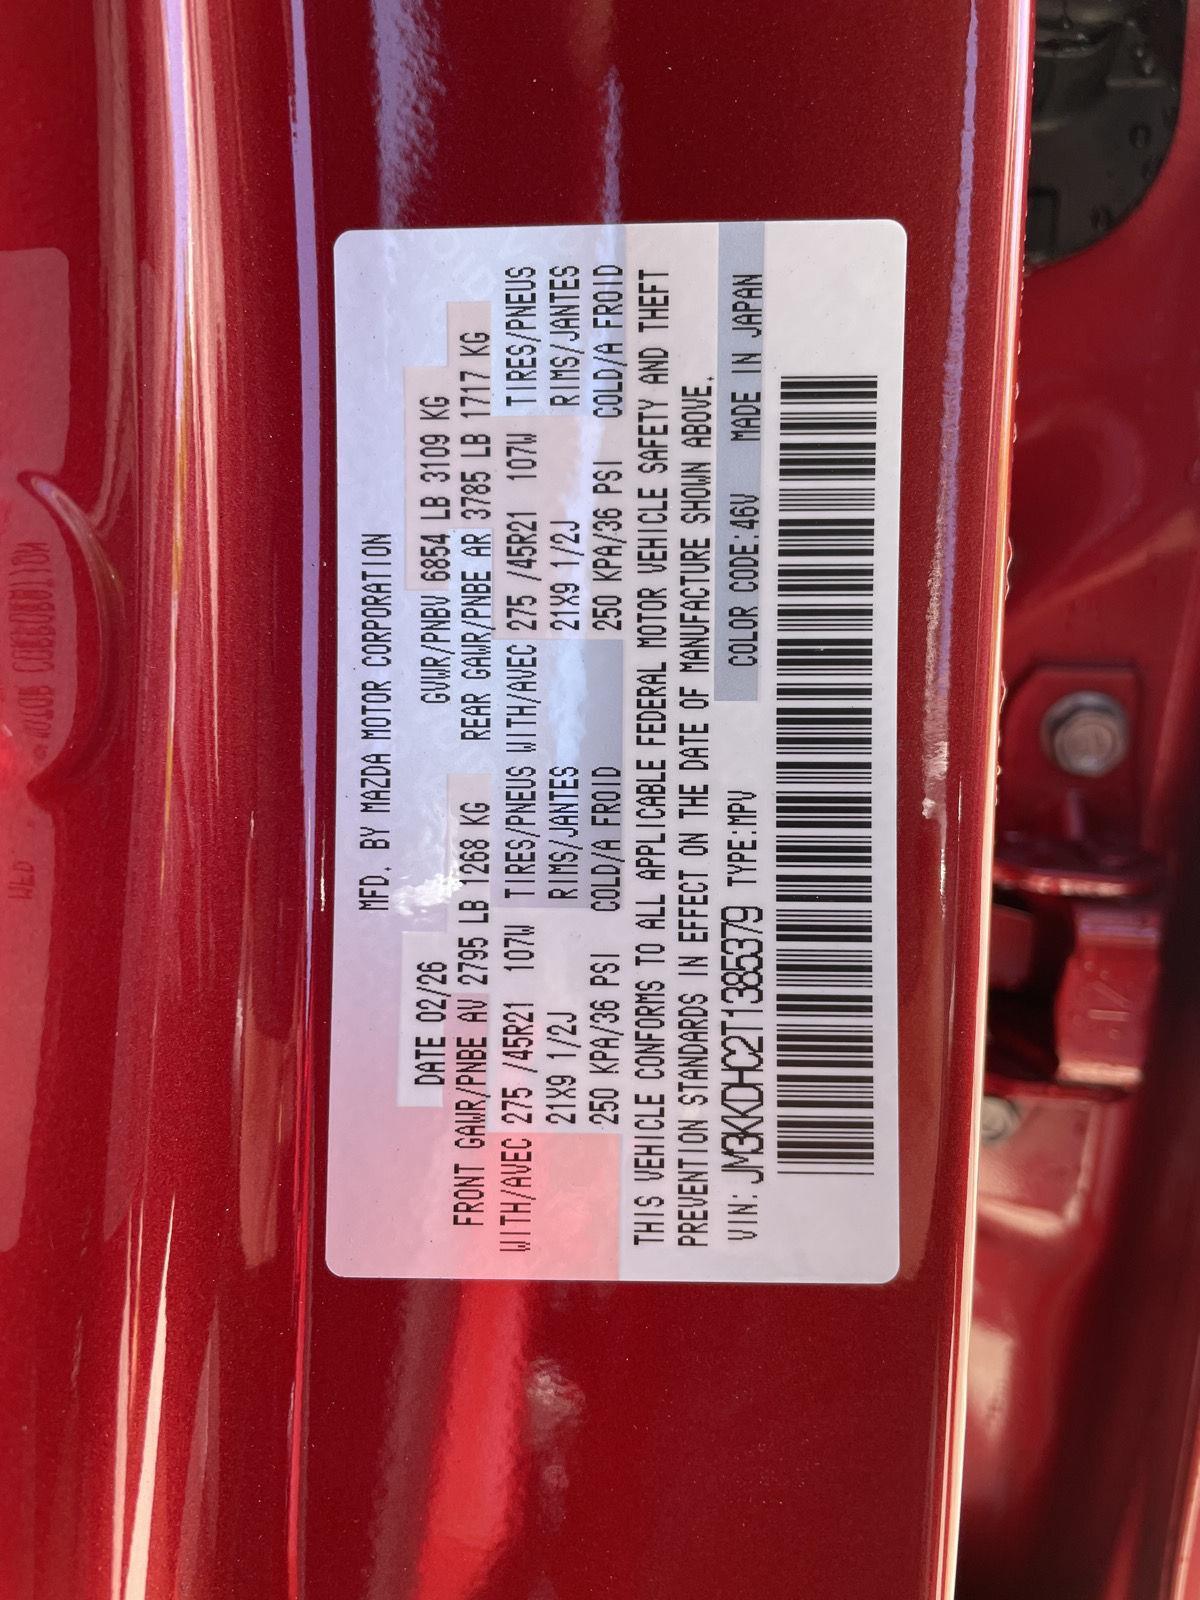 MFD. BY MAZDA MOTOR CORPORATION
DATE 02/26 GVWR/PNBV 6854 LB 3109 KG
FRONT GAWR/PNBE AV 2795 LB 1268 KG REAR GAWR/PNBE AR 3785 LB 1717 KG
WITH/AVEC 275 /45R21 107W TIRES/PNEUS WITH/AVEC 275 /45R21 107W TIRES/PNEUS
21X9 1/2J RIMS/JANTES 21X9 1/2J RIMS/JANTES
250 KPA/36 PSI COLD/A FROID 250 KPA/36 PSI COLD/A FROID
THIS VEHICLE CONFORMS TO ALL APPLICABLE FEDERAL MOTOR VEHICLE SAFETY AND THEFT
PREVENTION STANDARDS IN EFFECT ON THE DATE OF MANUFACTURE SHOWN ABOVE.
VIN: JM3KKDHC2T1385379 TYPE:MPV COLOR CODE:46V MADE IN JAPAN